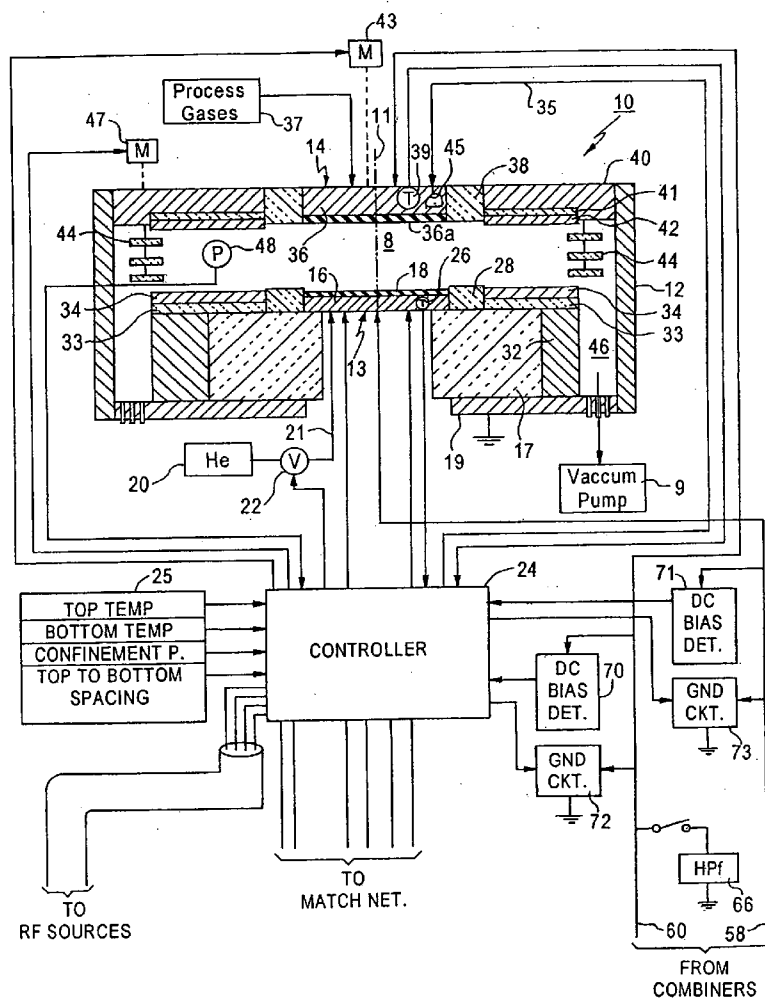 43
M
Process
Gases
37
47
M
11
14
39
45
38
35
10
40
41
42
44
P
48
36
8
36a
26
44
12
16
18
28
34
33
34
33
13
32
46
21
20
He
V
22
19
17
Vaccum
Pump
9
25
TOP TEMP
BOTTOM TEMP
CONFINEMENT P.
TOP TO BOTTOM
SPACING
24
CONTROLLER
71
DC
BIAS
DET.
DC
BIAS
DET.
70
GND
CKT.
73
GND
CKT.
72
HPf
66
TO
MATCH NET.
TO
RF SOURCES
60
58
FROM
COMBINERS